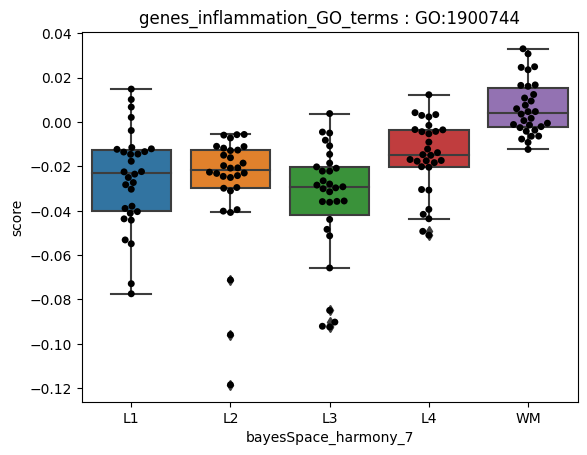 genes_inflammation_GO_terms : GO:1900744
0.04
0.02
0.00
−0.02
−0.04
−0.06
−0.08
−0.10
−0.12
score
L1 L2 L3 L4 WM
bayesSpace_harmony_7